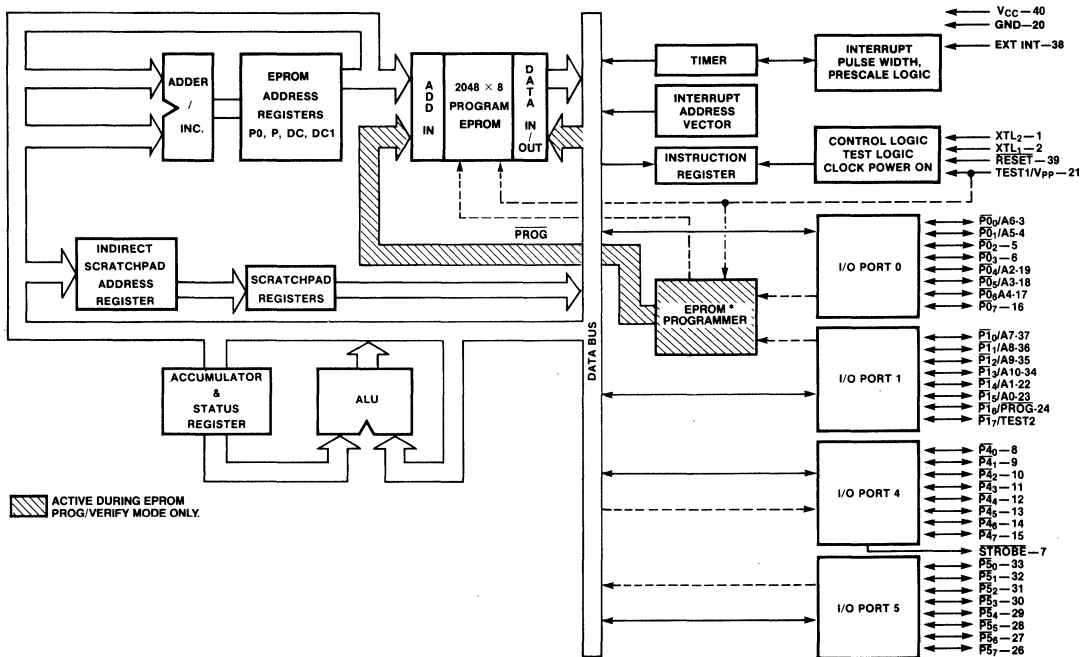 VCC—40
GND—20
EXT INT—38
ADDER
/
INC.
EPROM
ADDRESS
REGISTERS
P0, P, DC, DC1
ADD IN
2048 × 8
PROGRAM
EPROM
DATA IN/OUT
TIMER
INTERRUPT
PULSE WIDTH,
PRESCALE LOGIC
INTERRUPT
ADDRESS
VECTOR
INSTRUCTION
REGISTER
CONTROL LOGIC
TEST LOGIC
CLOCK POWER ON
XTL2—1
XTL1—2
RESET—39
TEST1/VPP—21
PROG
DATA BUS
INDIRECT
SCRATCHPAD
ADDRESS
REGISTER
SCRATCHPAD
REGISTERS
EPROM*
PROGRAMMER
I/O PORT 0
P00/A6-3
P01/A5-4
P02—5
P03—6
P04/A2-19
P05/A3-18
P06A4-17
P07—16
I/O PORT 1
P10/A7-37
P11/A8-36
P12/A9-35
P13/A10-34
P14/A1-22
P15/A0-23
P16/PROG-24
P17/TEST2
ACCUMULATOR
&
STATUS
REGISTER
ALU
I/O PORT 4
P40—8
P41—9
P42—10
P43—11
P44—12
P45—13
P46—14
P47—15
STROBE—7
I/O PORT 5
P50—33
P51—32
P52—31
P53—30
P54—29
P55—28
P56—27
P57—26
ACTIVE DURING EPROM
PROG/VERIFY MODE ONLY.